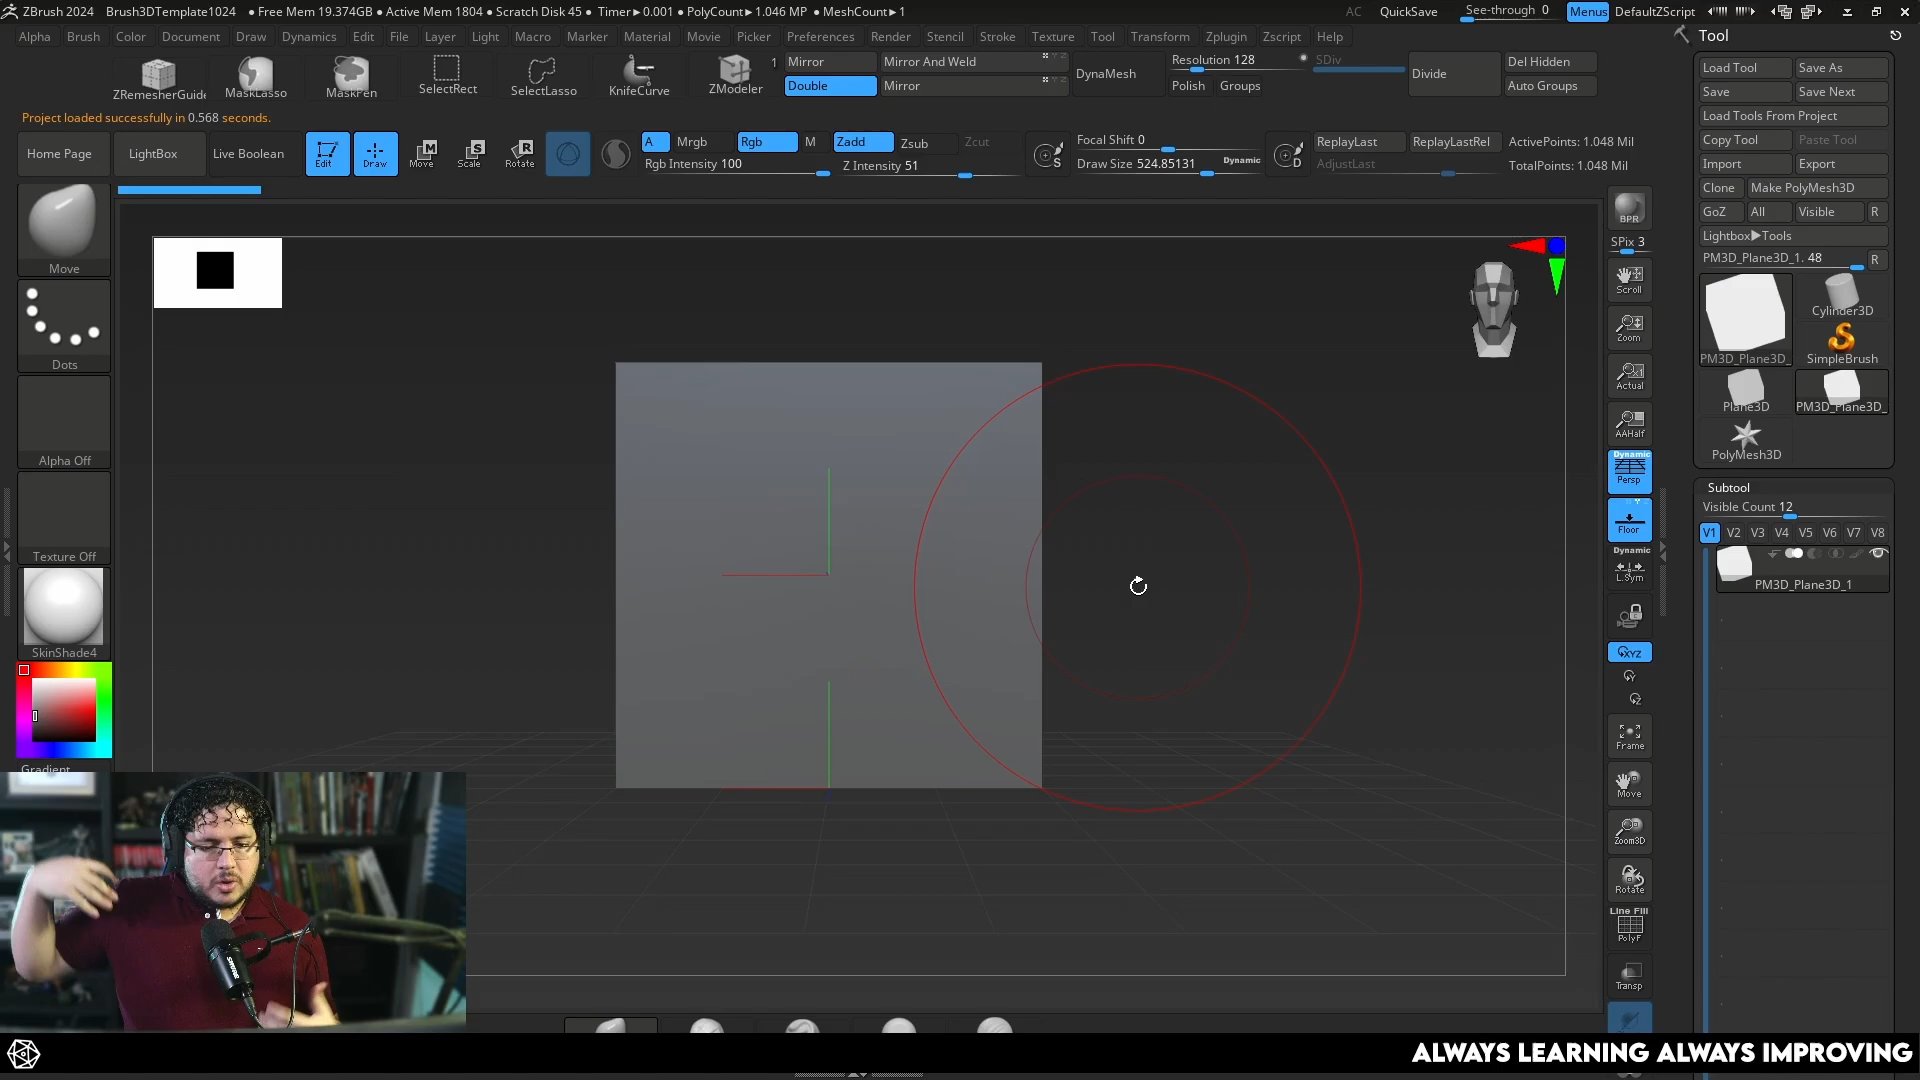 ZBrush 2024 Brush3DTemplate1024 • Free Mem 19.374GB • Active Mem 1804 • Scratch Disk 45 • Timer►0.001 • PolyCount►1.046 MP • MeshCount►1 AC QuickSave See-through 0 Menus DefaultZScript
Alpha Brush Color Document Draw Dynamics Edit File Layer Light Macro Marker Material Movie Picker Preferences Render Stencil Stroke Texture Tool Transform Zplugin Zscript Help
Tool
ZRemesherGuide MaskLasso MaskPen SelectRect SelectLasso KnifeCurve ZModeler 1
Mirror Mirror And Weld
Double Mirror
DynaMesh
Resolution 128 SDiv
Polish Groups
Divide
Del Hidden
Auto Groups
Load Tool Save As
Save Save Next
Load Tools From Project
Copy Tool Paste Tool
Import Export
Clone Make PolyMesh3D
GoZ All Visible R
Lightbox►Tools
PM3D_Plane3D_1. 48 R
Project loaded successfully in 0.568 seconds.
Home Page LightBox Live Boolean Edit Draw Move Scale Rotate
M S R
A Mrgb Rgb M Zadd Zsub Zcut
Rgb Intensity 100 Z Intensity 51
S
Focal Shift 0
Draw Size 524.85131 Dynamic
D
ReplayLast ReplayLastRel ActivePoints: 1.048 Mil
AdjustLast TotalPoints: 1.048 Mil
Move
Dots
Alpha Off
Texture Off
SkinShade4
Gradient
BPR
SPix 3
Scroll
Zoom
Actual
AAHalf
Dynamic
Persp
Floor
Dynamic
L.Sym
XYZ
Y
Z
Frame
Move
Zoom3D
Rotate
Line Fill
PolyF
Transp
PM3D_Plane3D_ Cylinder3D
SimpleBrush
Plane3D PM3D_Plane3D_
PolyMesh3D
Subtool
Visible Count 12
V1 V2 V3 V4 V5 V6 V7 V8
PM3D_Plane3D_1
ALWAYS LEARNING ALWAYS IMPROVING